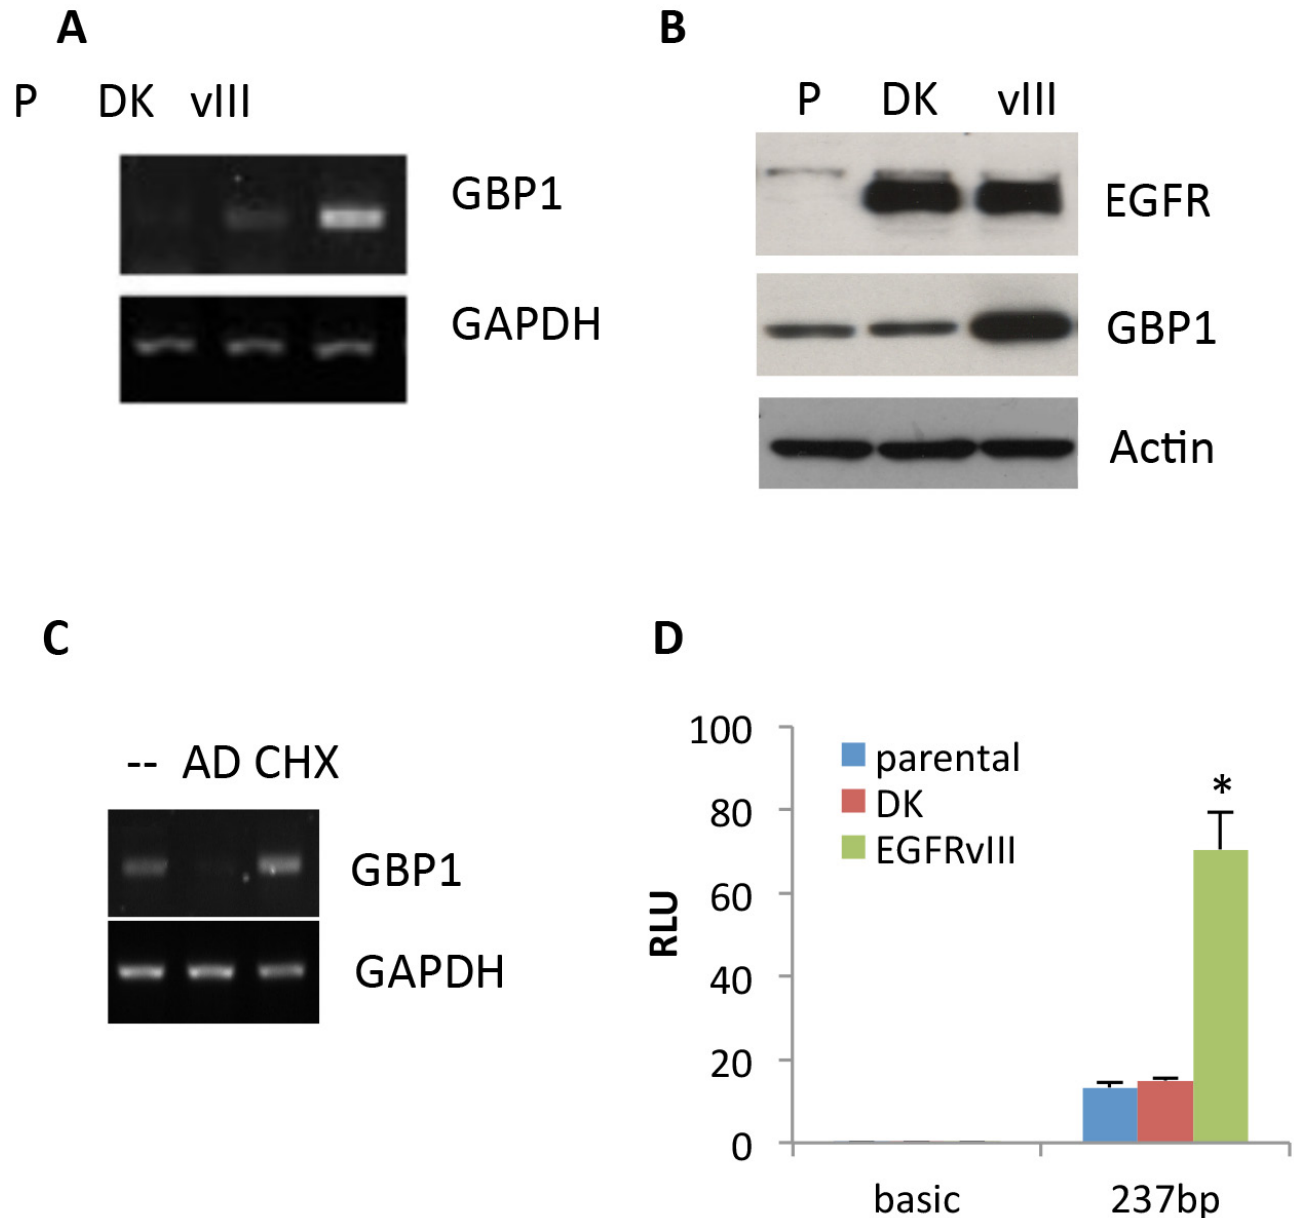 A
P DK vIII
GBP1
GAPDH
B
P DK vIII
EGFR
GBP1
Actin
C
-- AD CHX
GBP1
GAPDH
D
100
80
60
40
20
0
RLU
parental
DK
EGFRvIII
*
basic 237bp